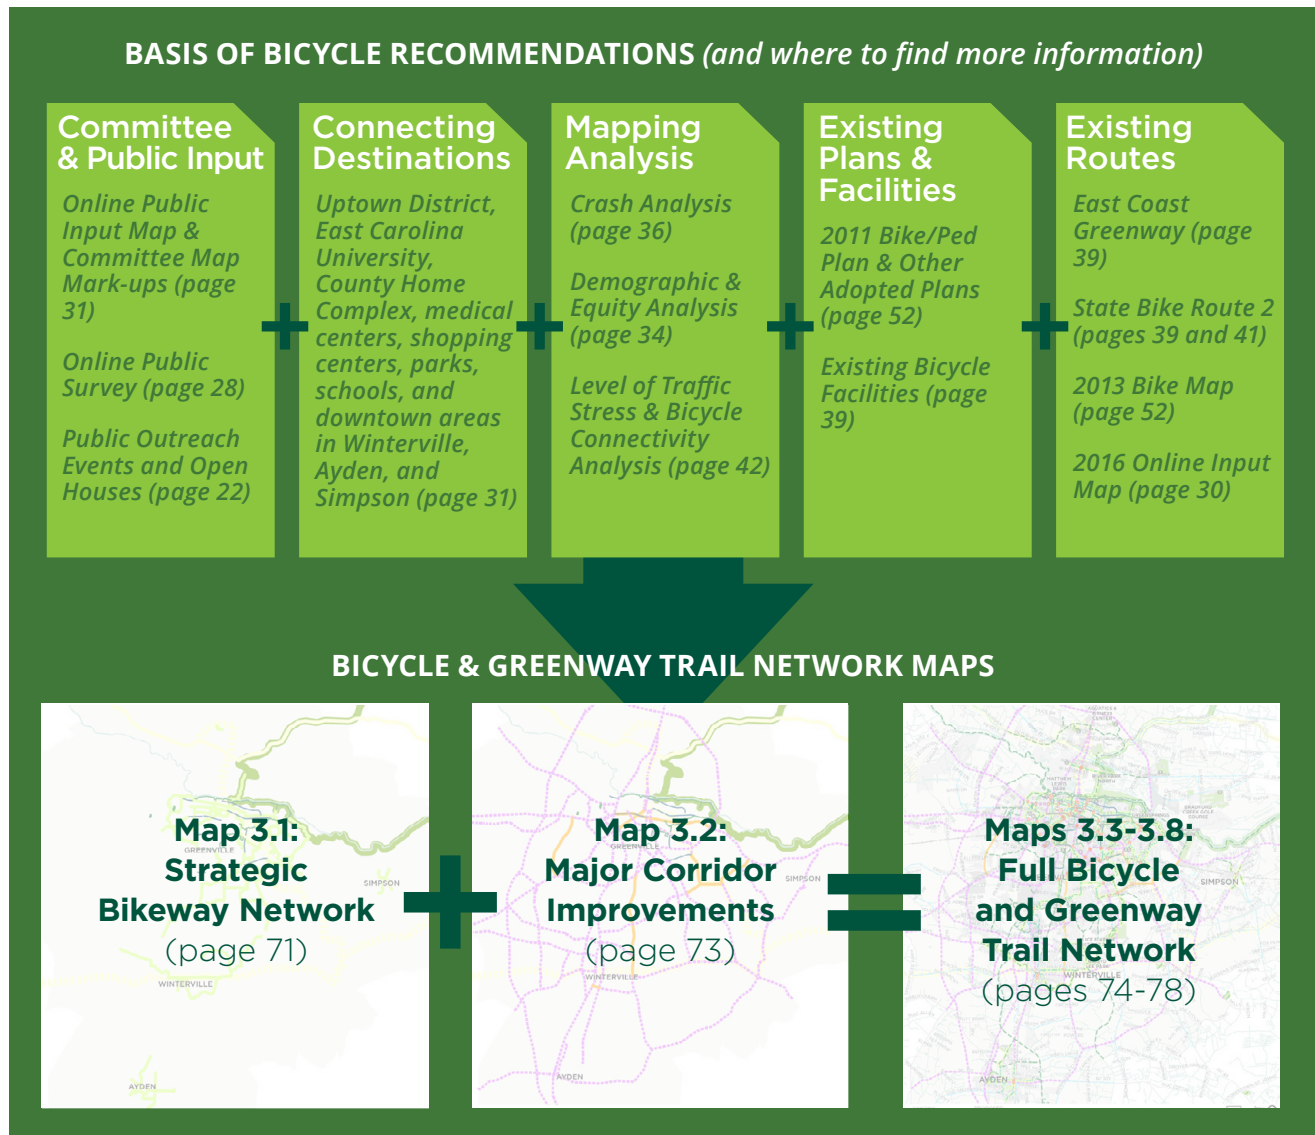 BASIS OF BICYCLE RECOMMENDATIONS (and where to find more information)
Committee
& Public Input
Online Public
Input Map &
Committee Map
Mark-ups (page
31)
Online Public
Survey (page 28)
Public Outreach
Events and Open
Houses (page 22)
Connecting
Destinations
Uptown District,
East Carolina
University,
County Home
Complex, medical
centers, shopping
centers, parks,
schools, and
downtown areas
in Winterville,
Ayden, and
Simpson (page 31)
Mapping
Analysis
Crash Analysis
(page 36)
Demographic &
Equity Analysis
(page 34)
Level of Traffic
Stress & Bicycle
Connectivity
Analysis (page 42)
Existing
Plans &
Facilities
2011 Bike/Ped
Plan & Other
Adopted Plans
(page 52)
Existing Bicycle
Facilities (page
39)
Existing
Routes
East Coast
Greenway (page
39)
State Bike Route 2
(pages 39 and 41)
2013 Bike Map
(page 52)
2016 Online Input
Map (page 30)
BICYCLE & GREENWAY TRAIL NETWORK MAPS
Map 3.1:
Strategic
Bikeway Network
(page 71)
GREENVILLE
SIMPSON
WINTERVILLE
AYDEN
Map 3.2:
Major Corridor
Improvements
(page 73)
GREENVILLE
SIMPSON
WINTERVILLE
AYDEN
Maps 3.3-3.8:
Full Bicycle
and Greenway
Trail Network
(pages 74-78)
SIMPSON
WINTERVILLE
AYDEN